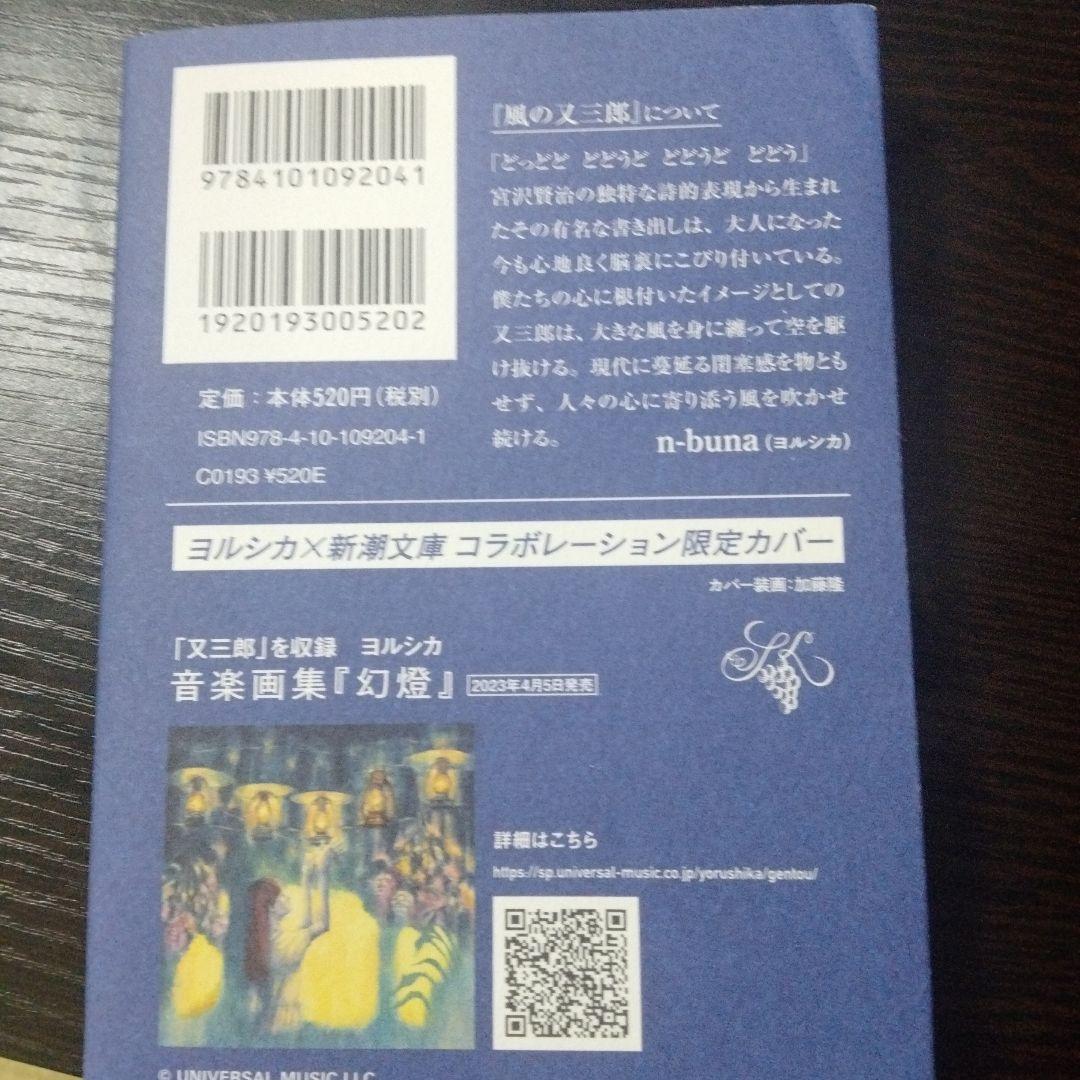 9784101092041
1920193005202
定価：本体520円（税別）
ISBN978-4-10-109204-1
C0193 ¥520E
『風の又三郎』について
『どっどど どどうど どどうど どどう』
宮沢賢治の独特な詩的表現から生まれ
たその有名な書き出しは、大人になった
今も心地良く脳裏にこびり付いている。
僕たちの心に根付いたイメージとしての
又三郎は、大きな風を身に纏って空を駆
け抜ける。現代に蔓延る閉塞感を物とも
せず、人々の心に寄り添う風を吹かせ
続ける。
n-buna（ヨルシカ）
ヨルシカ×新潮文庫 コラボレーション限定カバー
カバー装画：加藤隆
「又三郎」を収録 ヨルシカ
音楽画集『幻燈』 2023年4月5日発売
詳細はこちら
https://sp.universal-music.co.jp/yorushika/gentou/
© UNIVERSAL MUSIC LLC